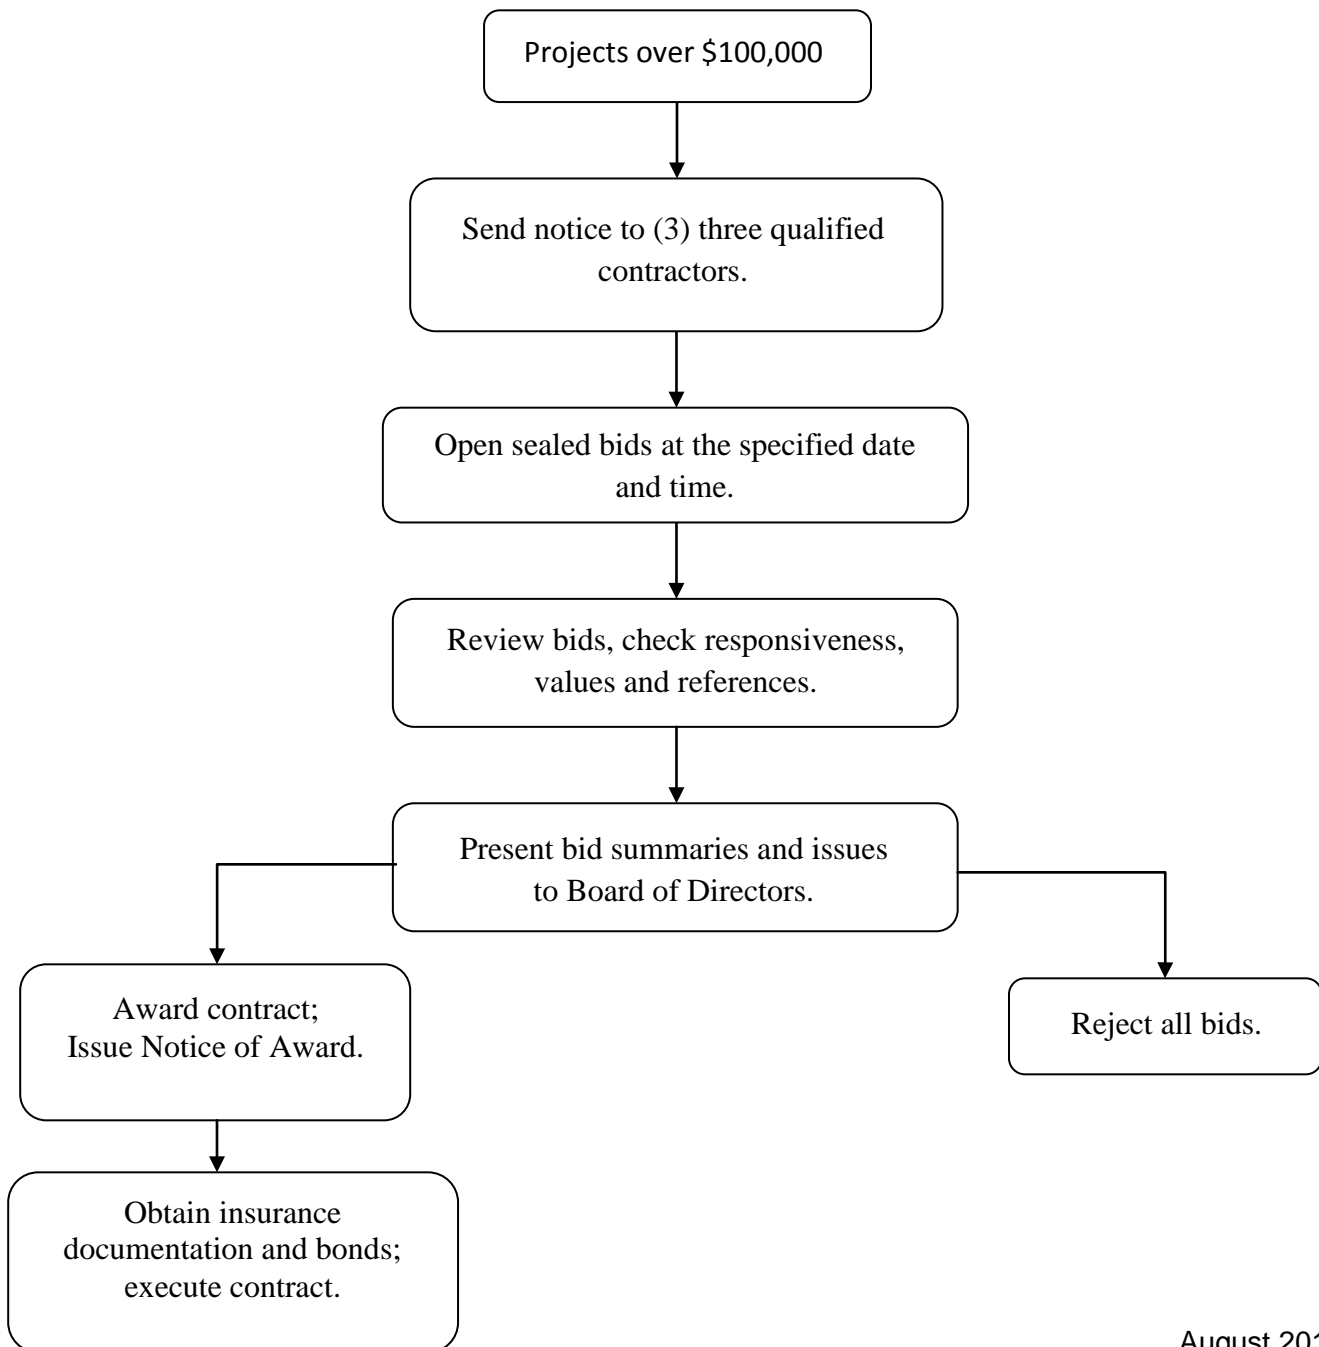 Projects over $100,000
Send notice to (3) three qualified
contractors.
Open sealed bids at the specified date
and time.
Review bids, check responsiveness,
values and references.
Present bid summaries and issues
to Board of Directors.
Award contract;
Issue Notice of Award.
Reject all bids.
Obtain insurance
documentation and bonds;
execute contract.
August 201